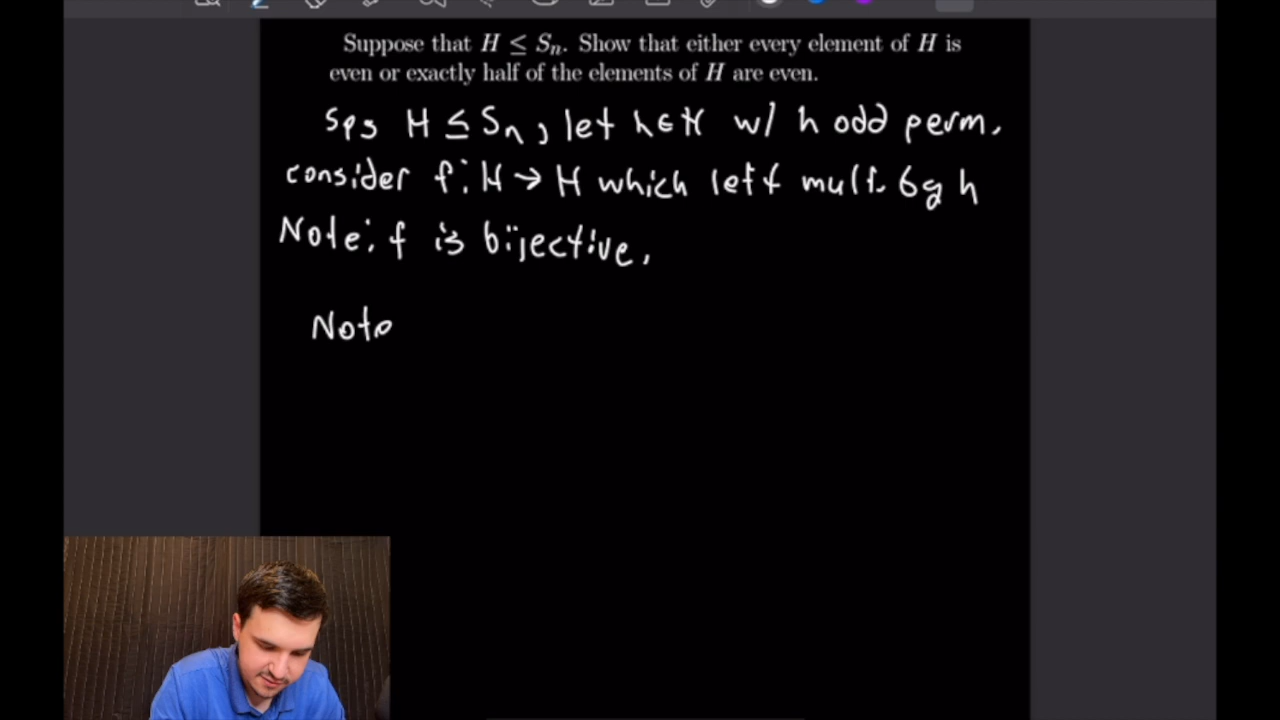 Suppose that H ≤ Sₙ. Show that either every element of H is
even or exactly half of the elements of H are even.
Sps H ≤ Sₙ, let h∈H w/ h odd perm.
consider f: H → H which left mult. by h
Note: f is bijective.
Note